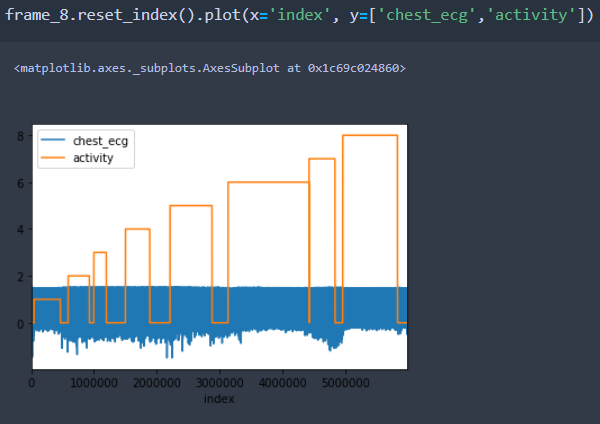 frame_8.reset_index().plot(x='index', y=['chest_ecg','activity'])
<matplotlib.axes._subplots.AxesSubplot at 0x1c69c024860>
chest_ecg
activity
8
6
4
2
0
0 1000000 2000000 3000000 4000000 5000000
index